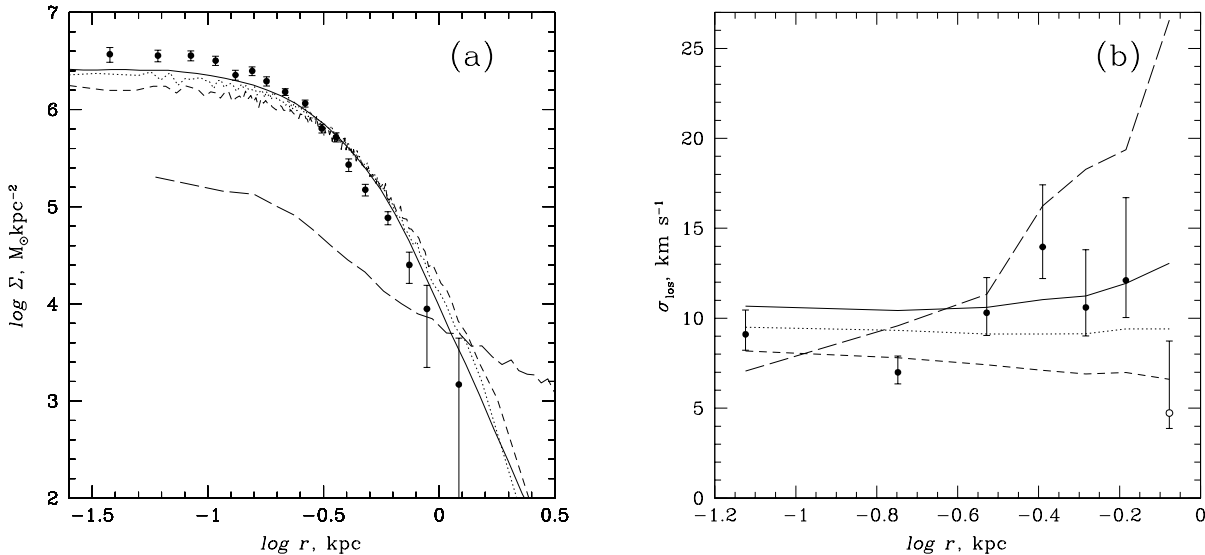 (a)
7
6
5
4
3
2
log Σ, M⊙kpc⁻²
−1.5 −1 −0.5 0 0.5
log r, kpc
(b)
25
20
15
10
5
0
σlos, km s⁻¹
−1.2 −1 −0.8 −0.6 −0.4 −0.2 0
log r, kpc